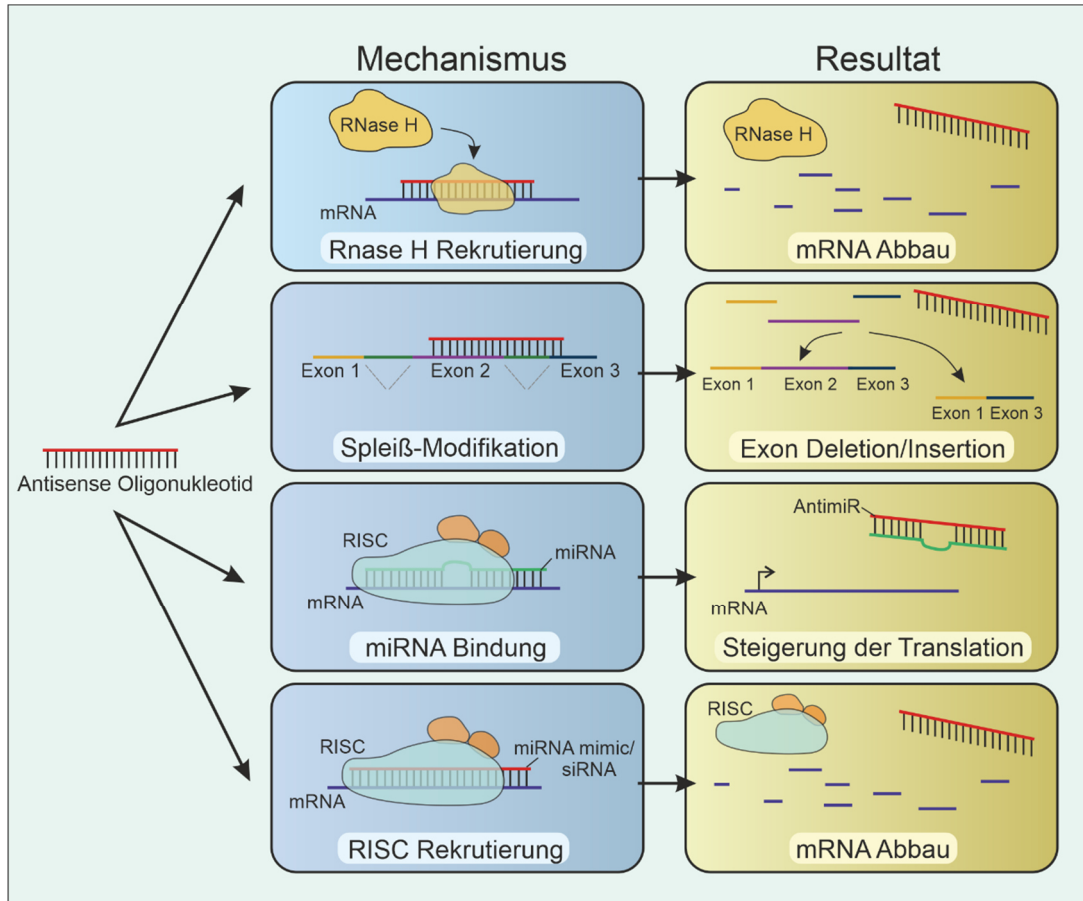 Mechanismus
Resultat
RNase H
mRNA
Rnase H Rekrutierung
RNase H
mRNA Abbau
Exon 1
Exon 2
Exon 3
Spleiß-Modifikation
Exon 1
Exon 2
Exon 3
Exon 1
Exon 3
Exon Deletion/Insertion
Antisense Oligonukleotid
RISC
miRNA
mRNA
miRNA Bindung
AntimiR
mRNA
Steigerung der Translation
RISC
miRNA mimic/
siRNA
mRNA
RISC Rekrutierung
RISC
mRNA Abbau